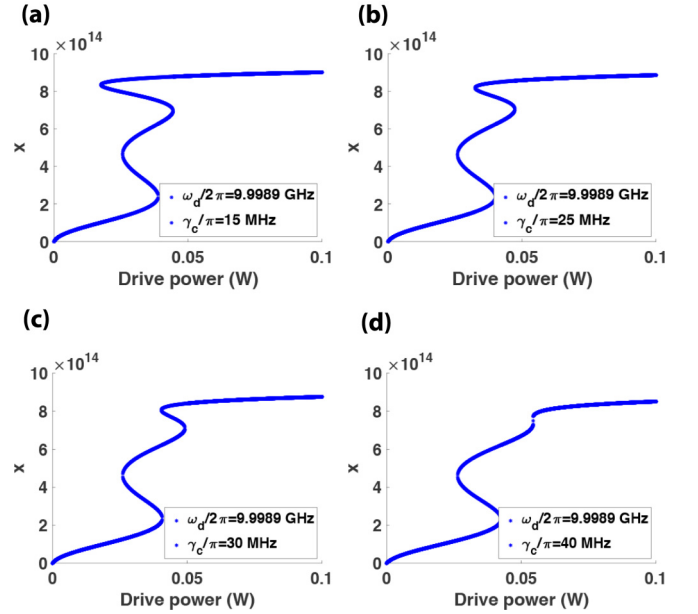 (a)
×10^14
10
8
6
4
2
0
x
0
0.05
0.1
Drive power (W)
ω_d/2π=9.9989 GHz
γ_c/π=15 MHz
(b)
×10^14
10
8
6
4
2
0
x
0
0.05
0.1
Drive power (W)
ω_d/2π=9.9989 GHz
γ_c/π=25 MHz
(c)
×10^14
10
8
6
4
2
0
x
0
0.05
0.1
Drive power (W)
ω_d/2π=9.9989 GHz
γ_c/π=30 MHz
(d)
×10^14
10
8
6
4
2
0
x
0
0.05
0.1
Drive power (W)
ω_d/2π=9.9989 GHz
γ_c/π=40 MHz